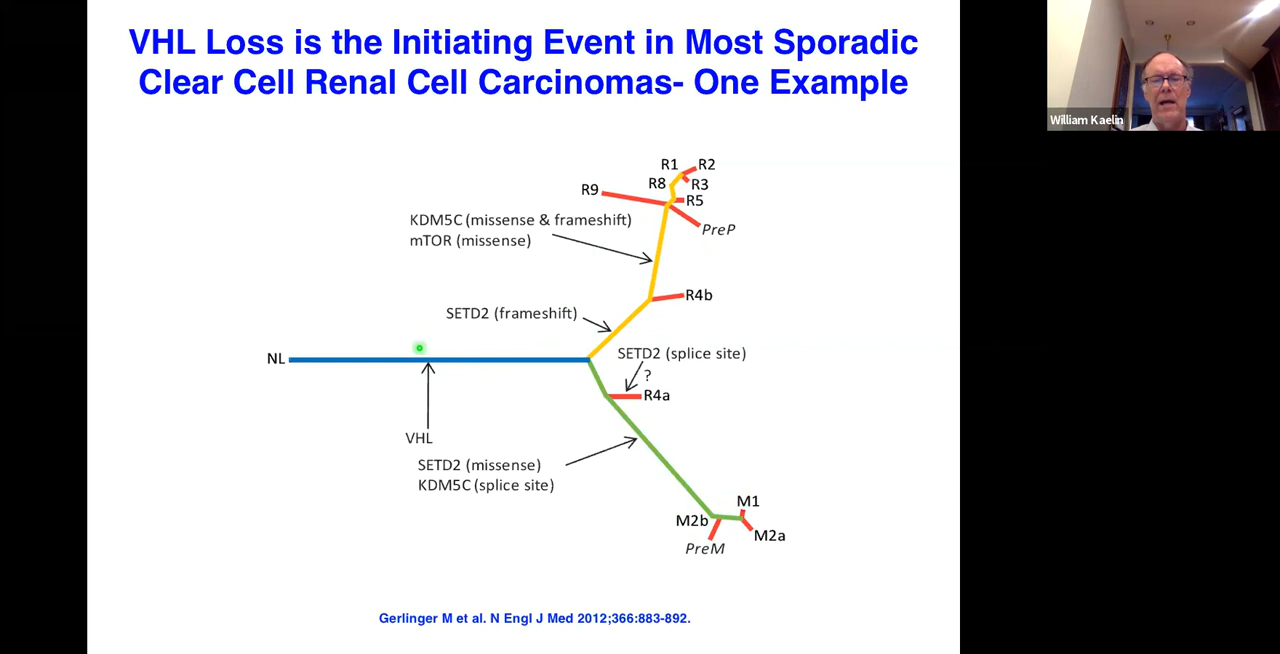 VHL Loss is the Initiating Event in Most Sporadic
Clear Cell Renal Cell Carcinomas- One Example
William Kaelin
R1
R2
R8
R3
R9
R5
KDM5C (missense & frameshift)
PreP
mTOR (missense)
R4b
SETD2 (frameshift)
SETD2 (splice site)
NL
?
R4a
VHL
SETD2 (missense)
KDM5C (splice site)
M1
M2b
M2a
PreM
Gerlinger M et al. N Engl J Med 2012;366:883-892.